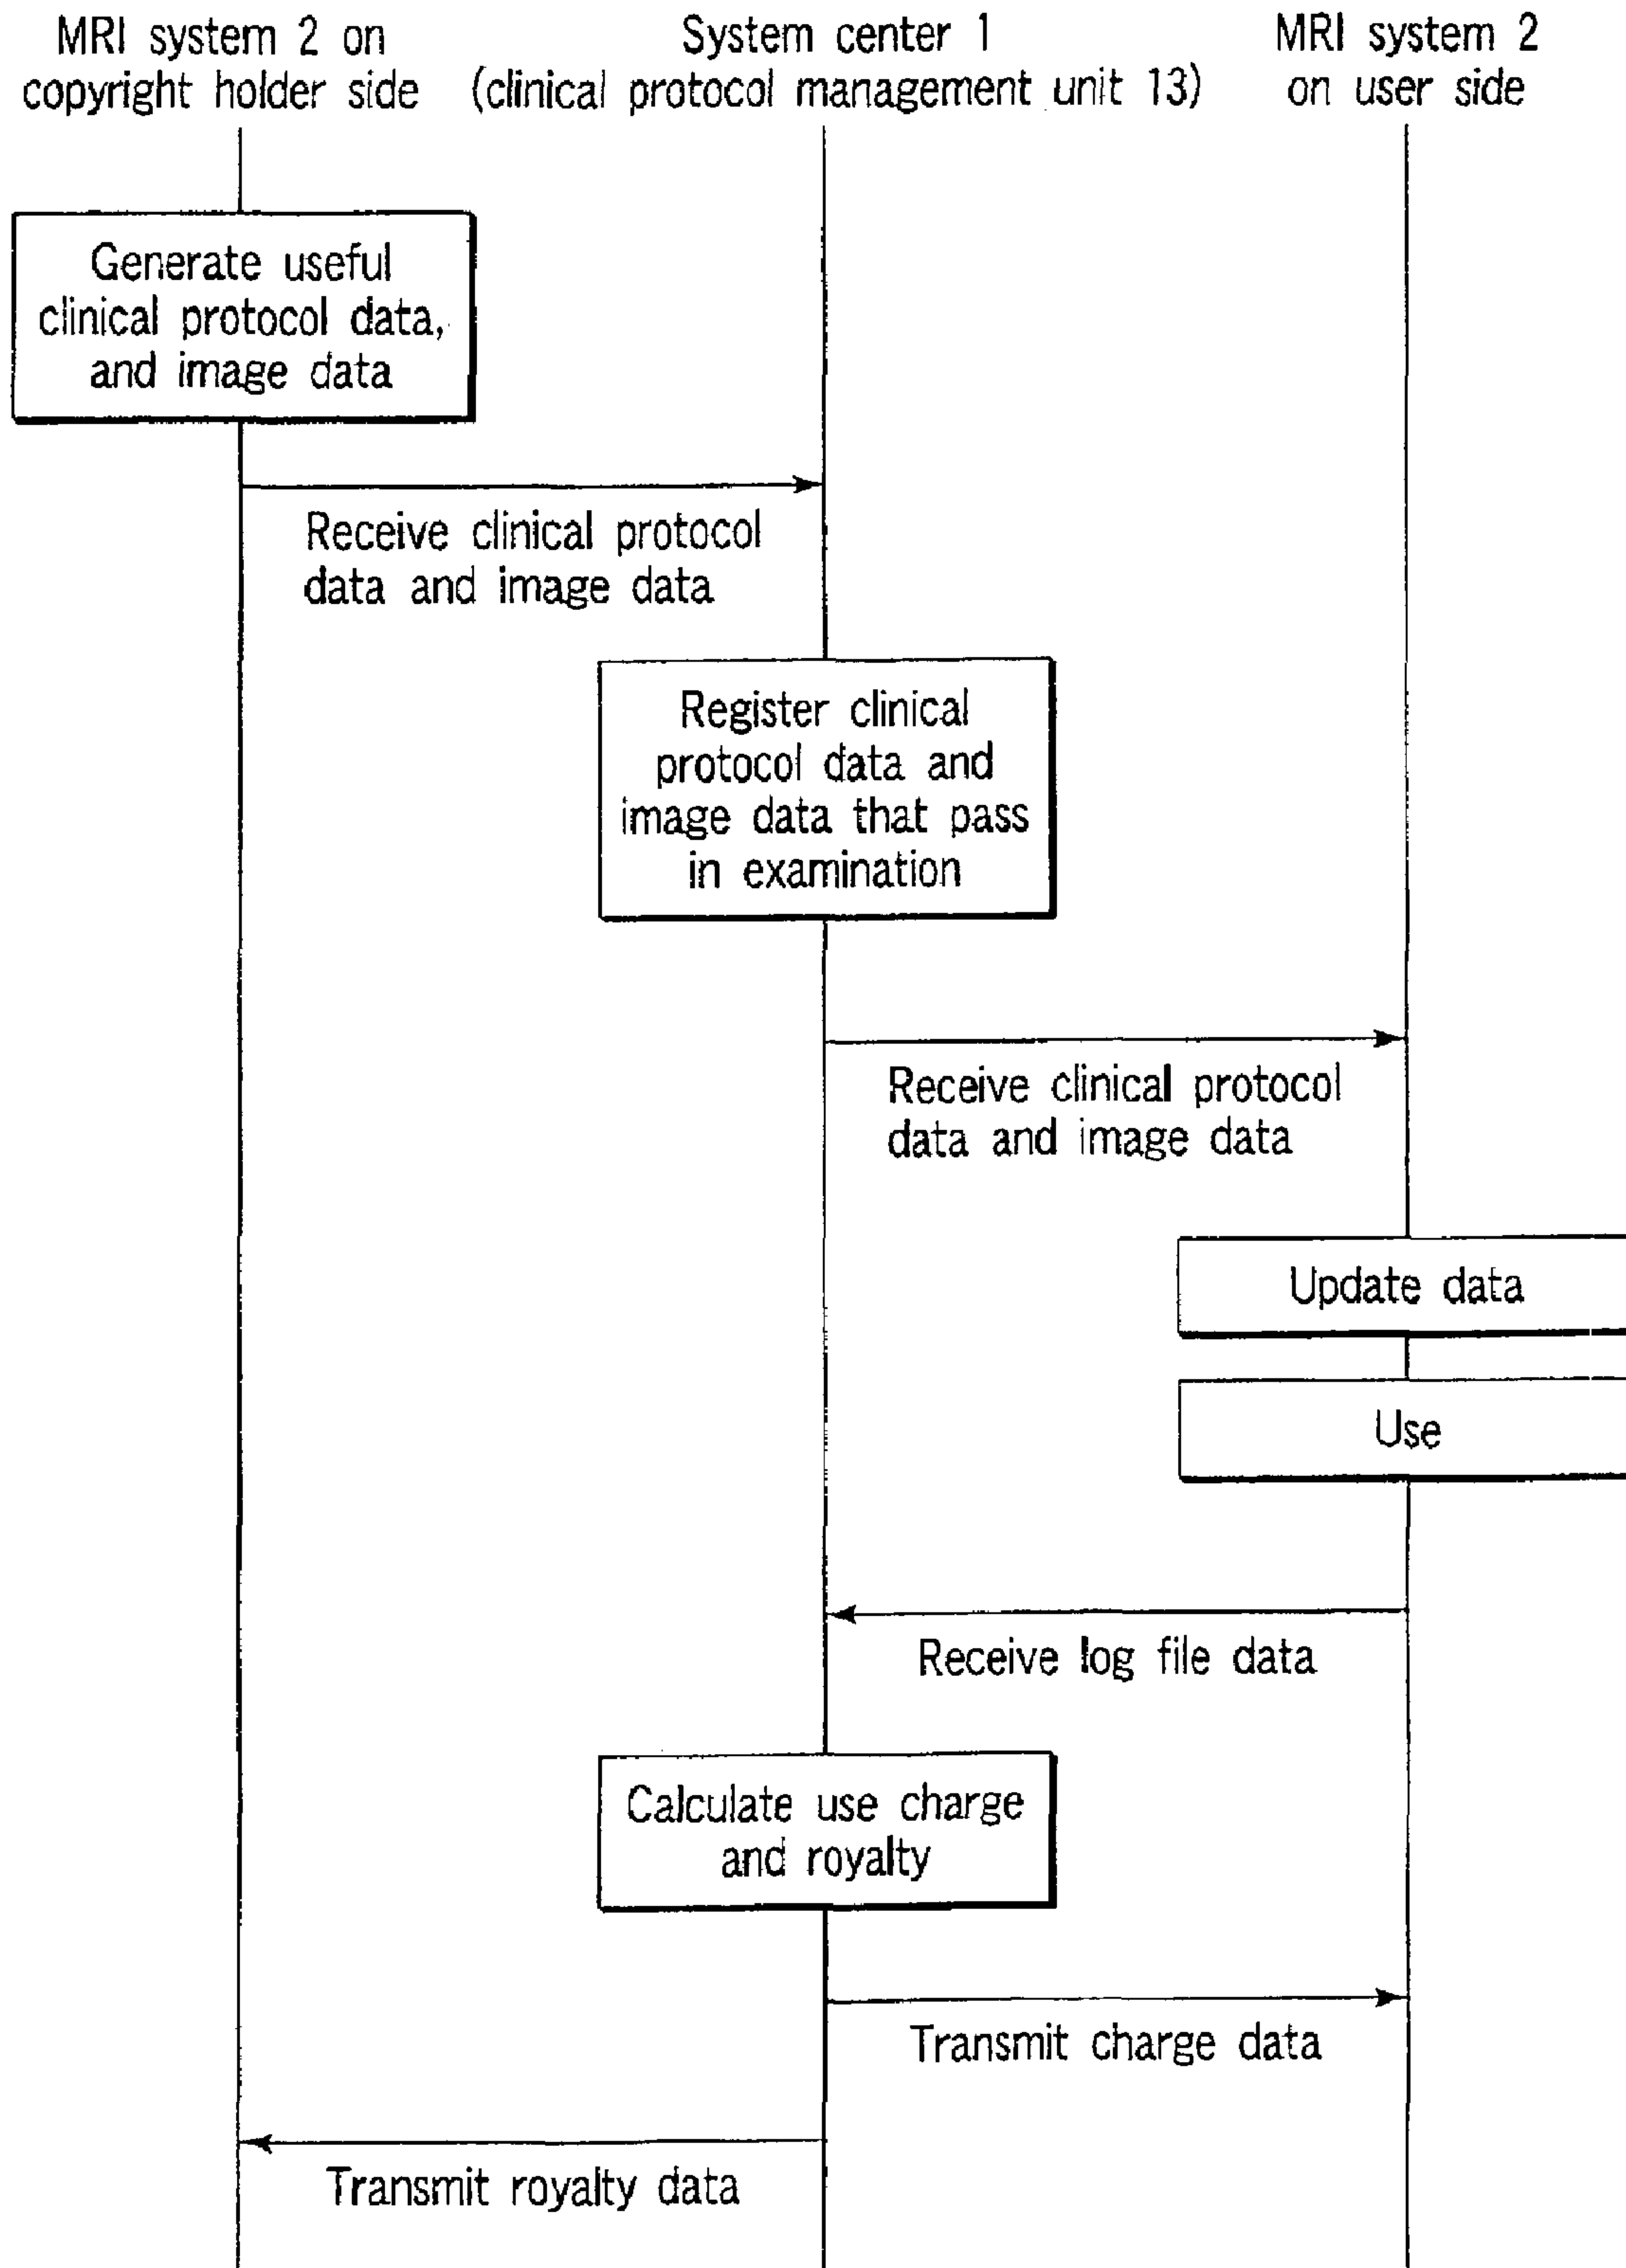 MRI system 2 on
copyright holder side
System center 1
(clinical protocol management unit 13)
MRI system 2
on user side
Generate useful
clinical protocol data,
and image data
Receive clinical protocol
data and image data
Register clinical
protocol data and
image data that pass
in examination
Receive clinical protocol
data and image data
Update data
Use
Receive log file data
Calculate use charge
and royalty
Transmit charge data
Transmit royalty data